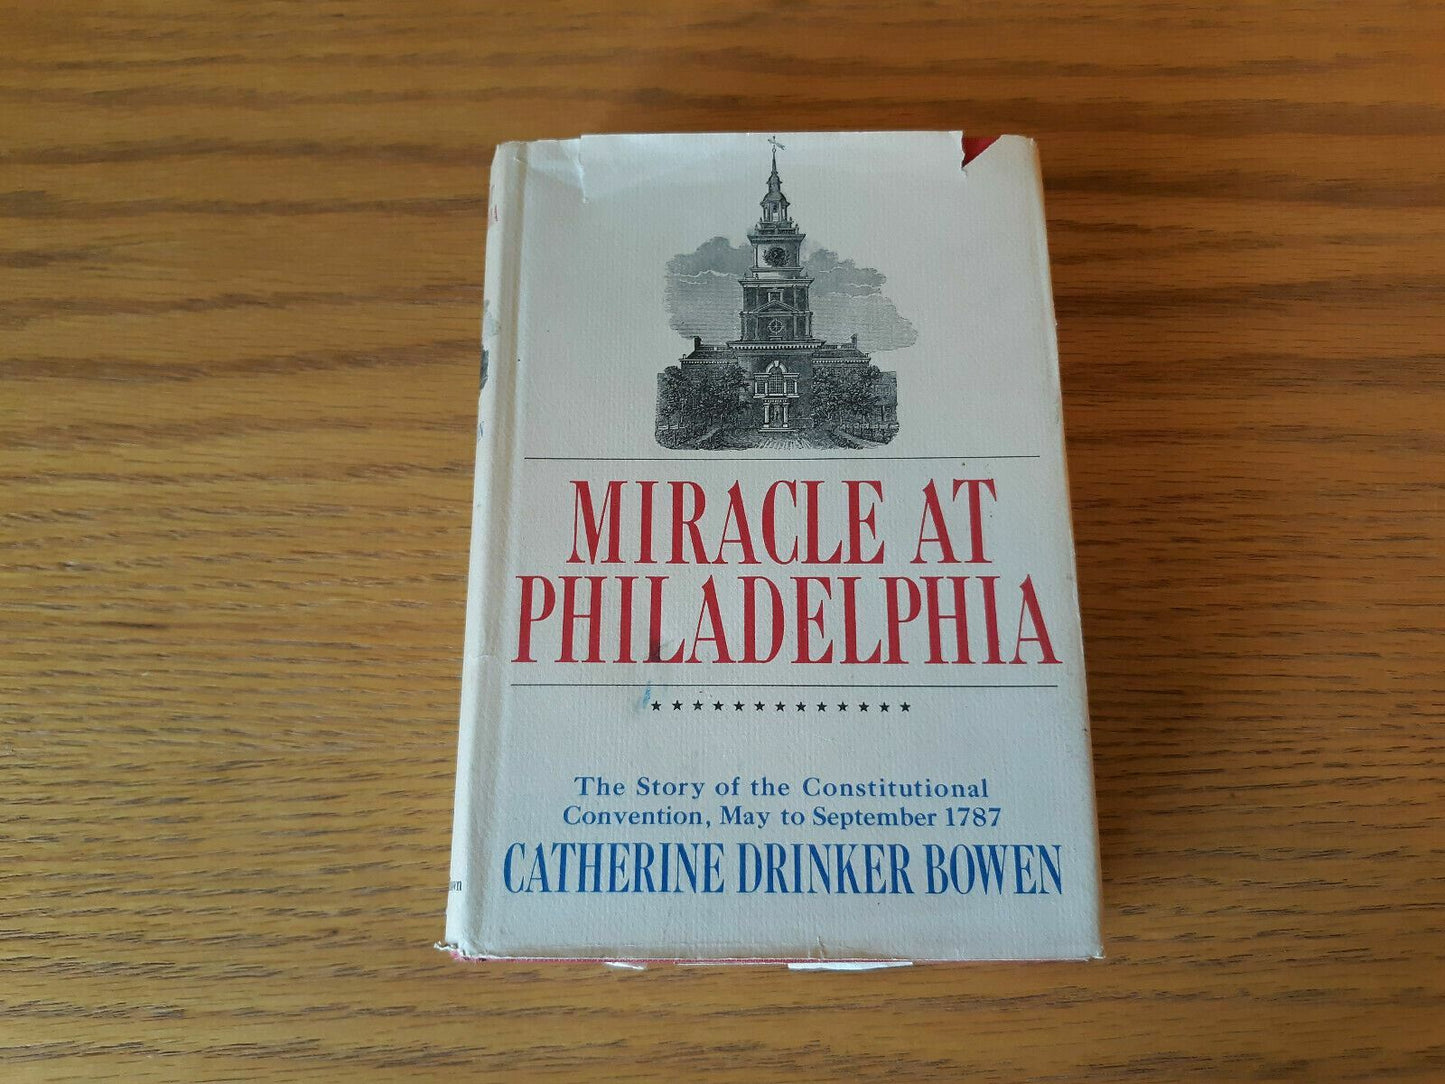 MIRACLE AT
PHILADELPHIA
The Story of the Constitutional
Convention, May to September 1787
CATHERINE DRINKER BOWEN